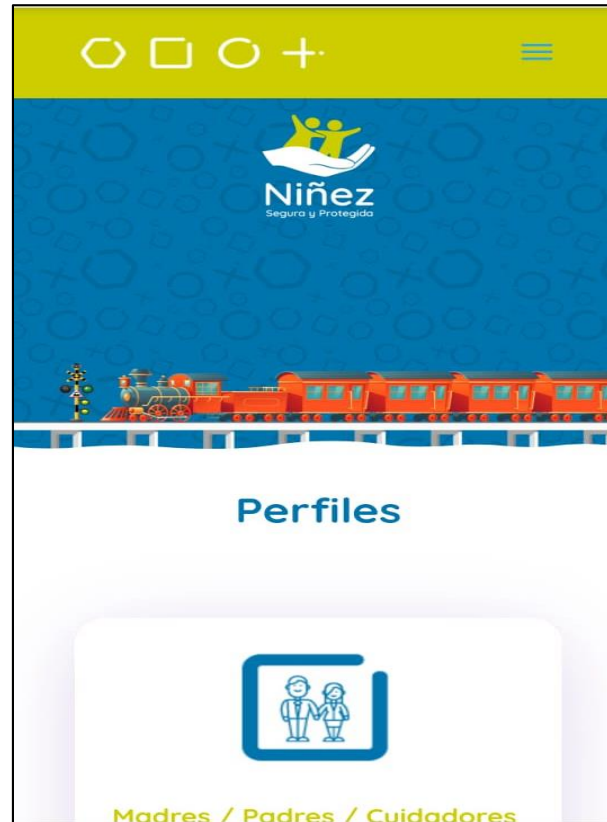 Niñez
Segura y Protegida
Perfiles
Madres / Padres / Cuidadores